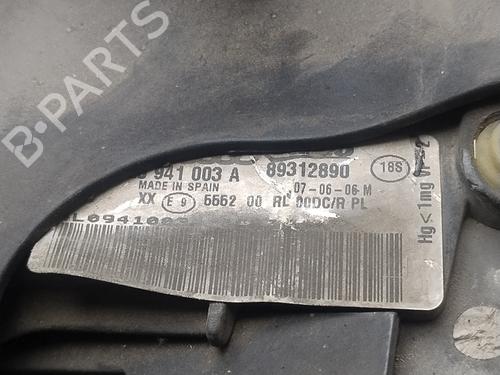 B-PARTS
941 003 A 89312890
18S
MADE IN SPAIN 07-06-06-M
XX E 9 5562 00 RL 00DC/R PL
Hg<1mg